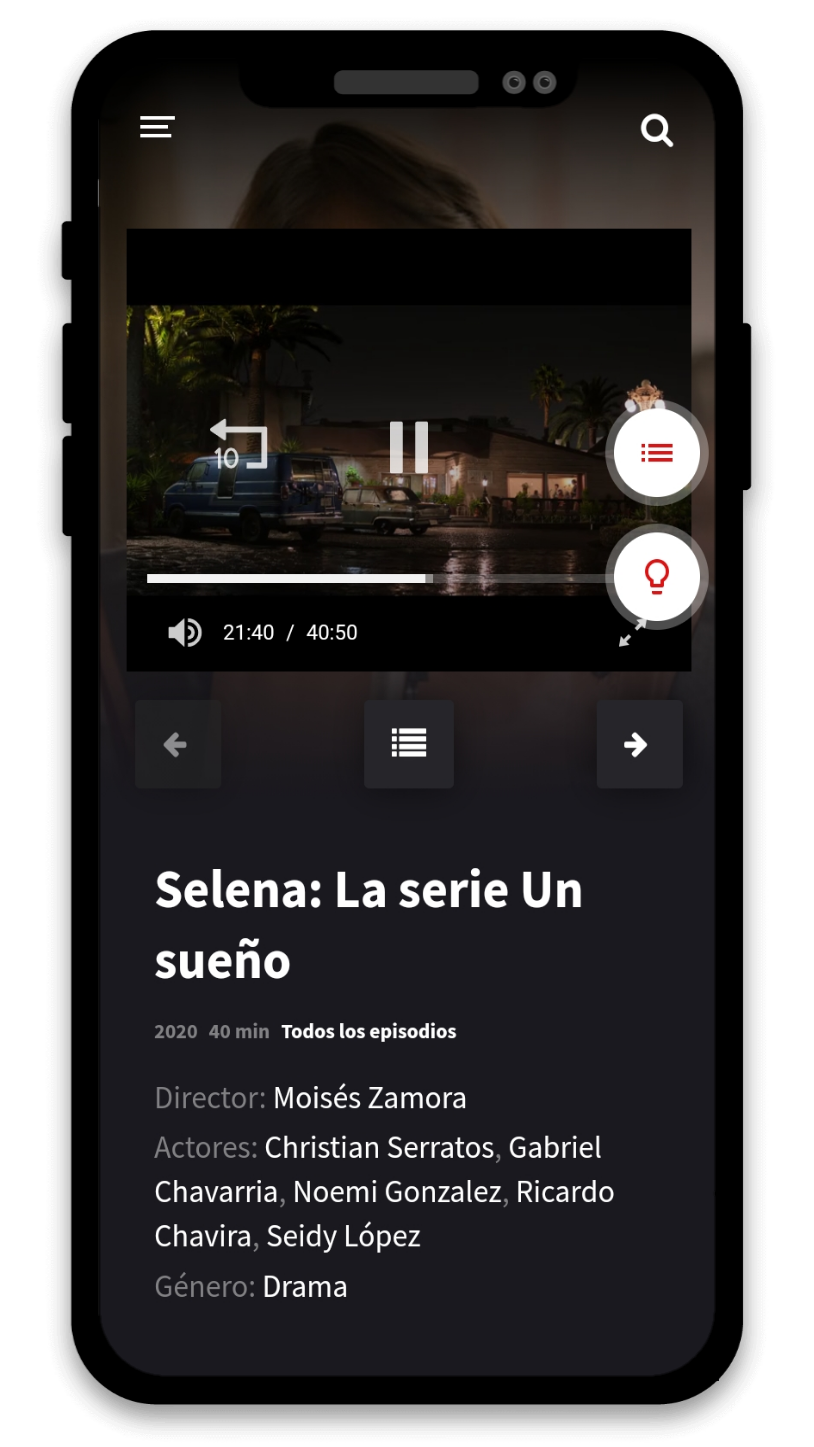 10
21:40 / 40:50
Selena: La serie Un
sueño
2020 40 min Todos los episodios
Director: Moisés Zamora
Actores: Christian Serratos, Gabriel
Chavarria, Noemi Gonzalez, Ricardo
Chavira, Seidy López
Género: Drama